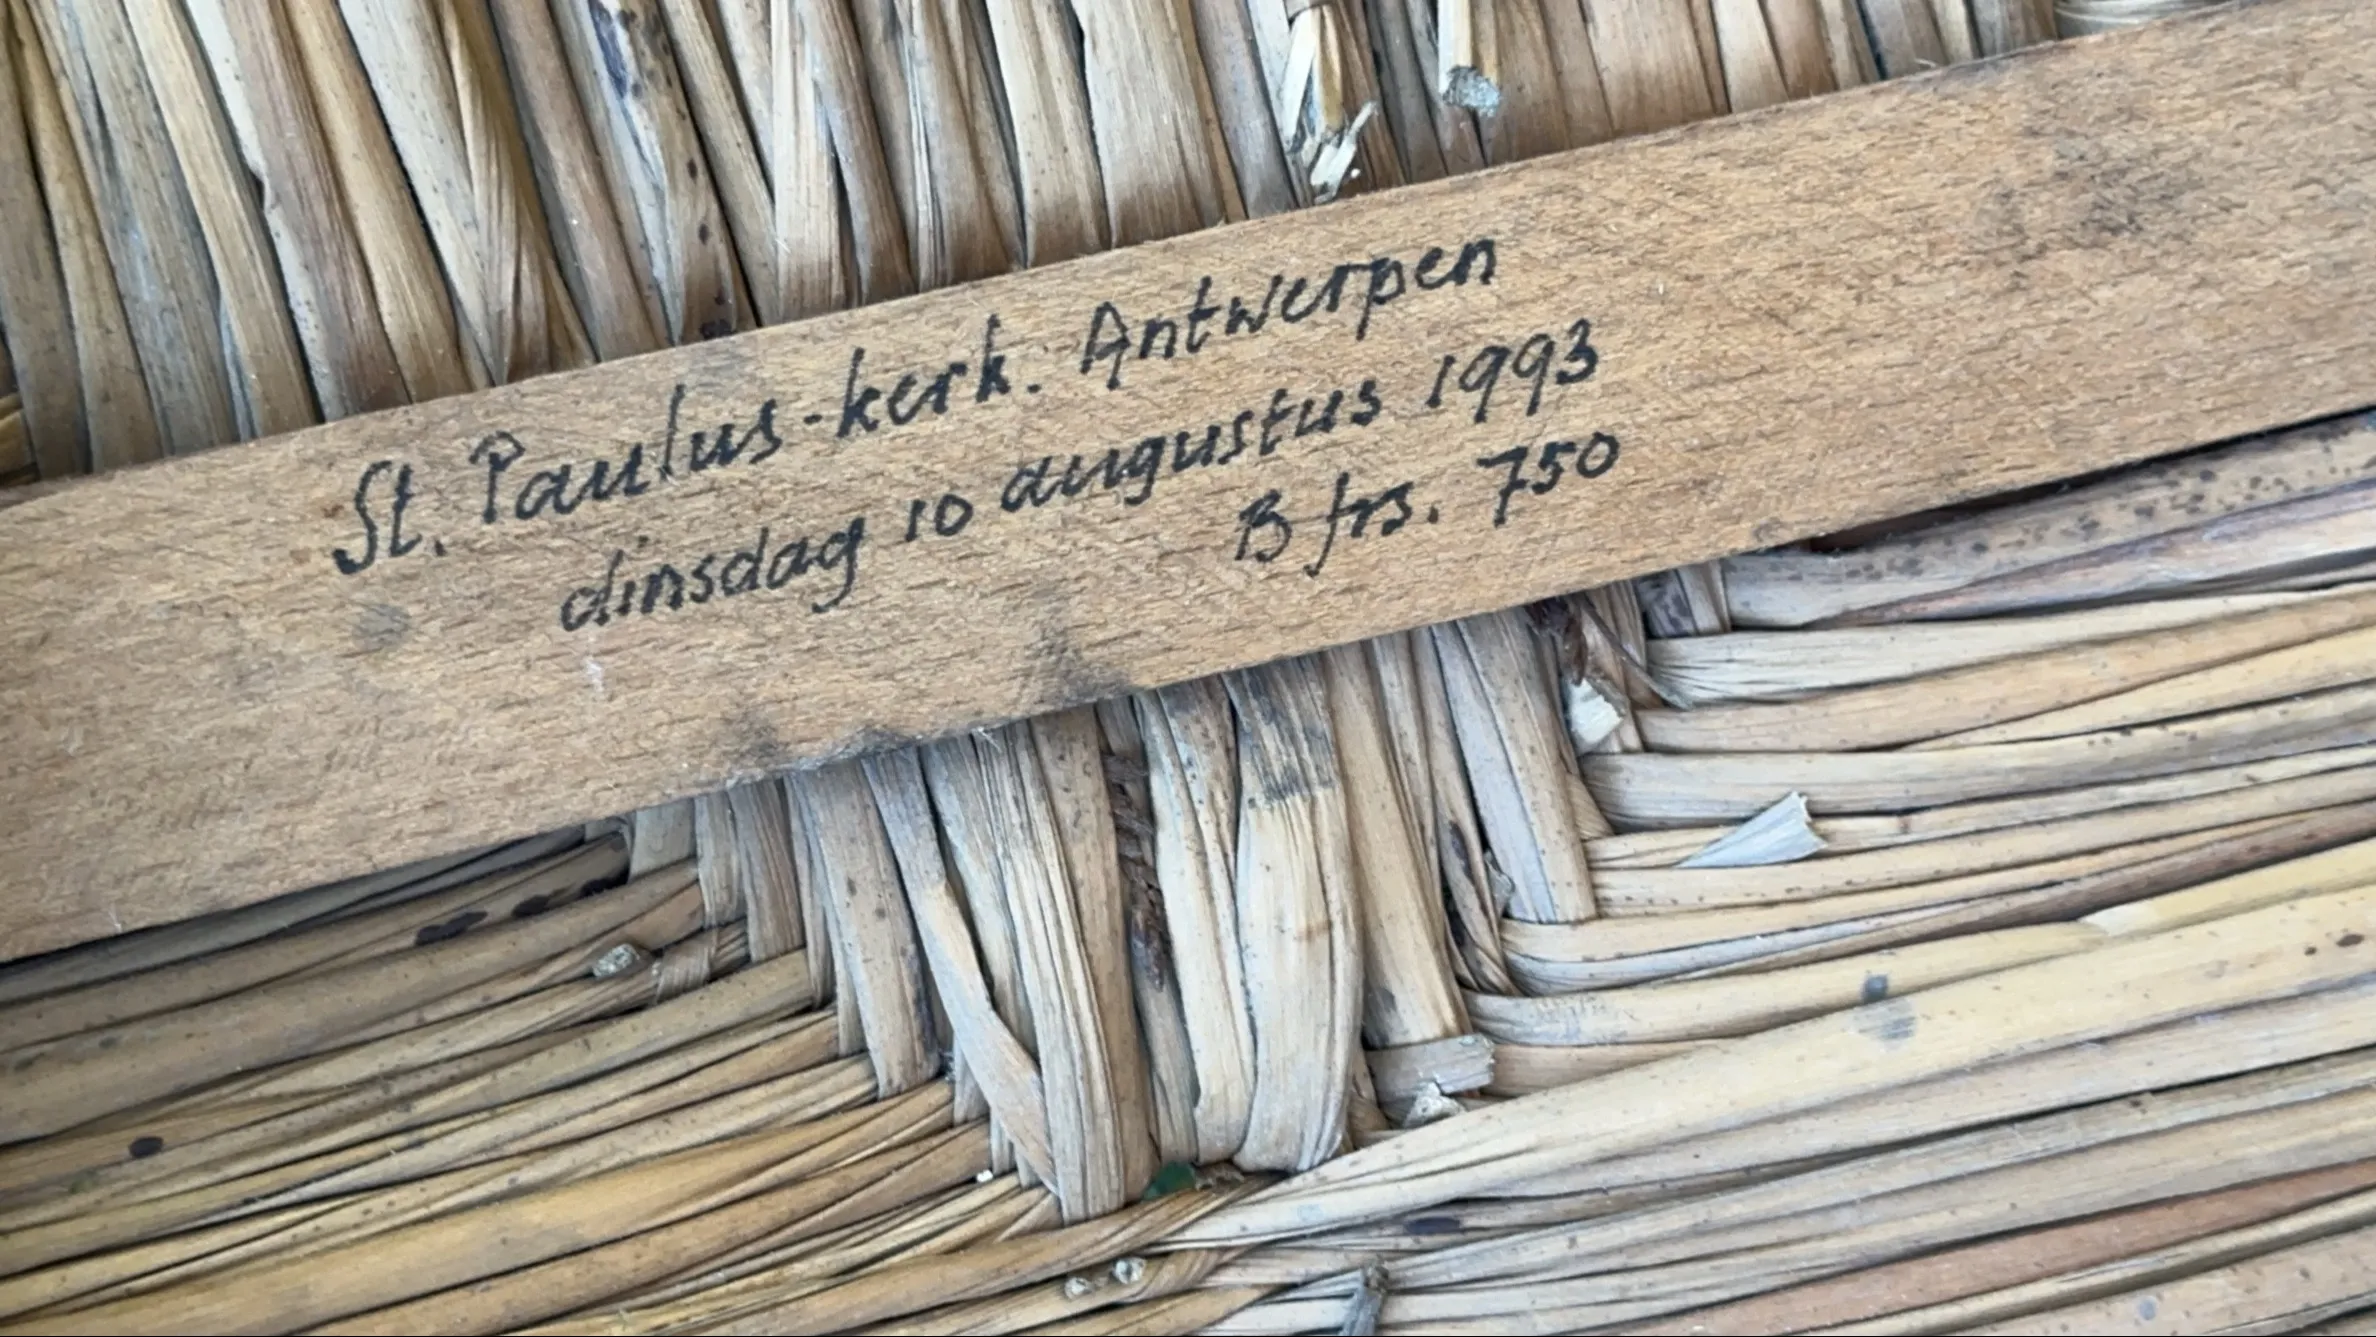 St. Paulus-kerk. Antwerpen
dinsdag 10 augustus 1993
B frs. 750